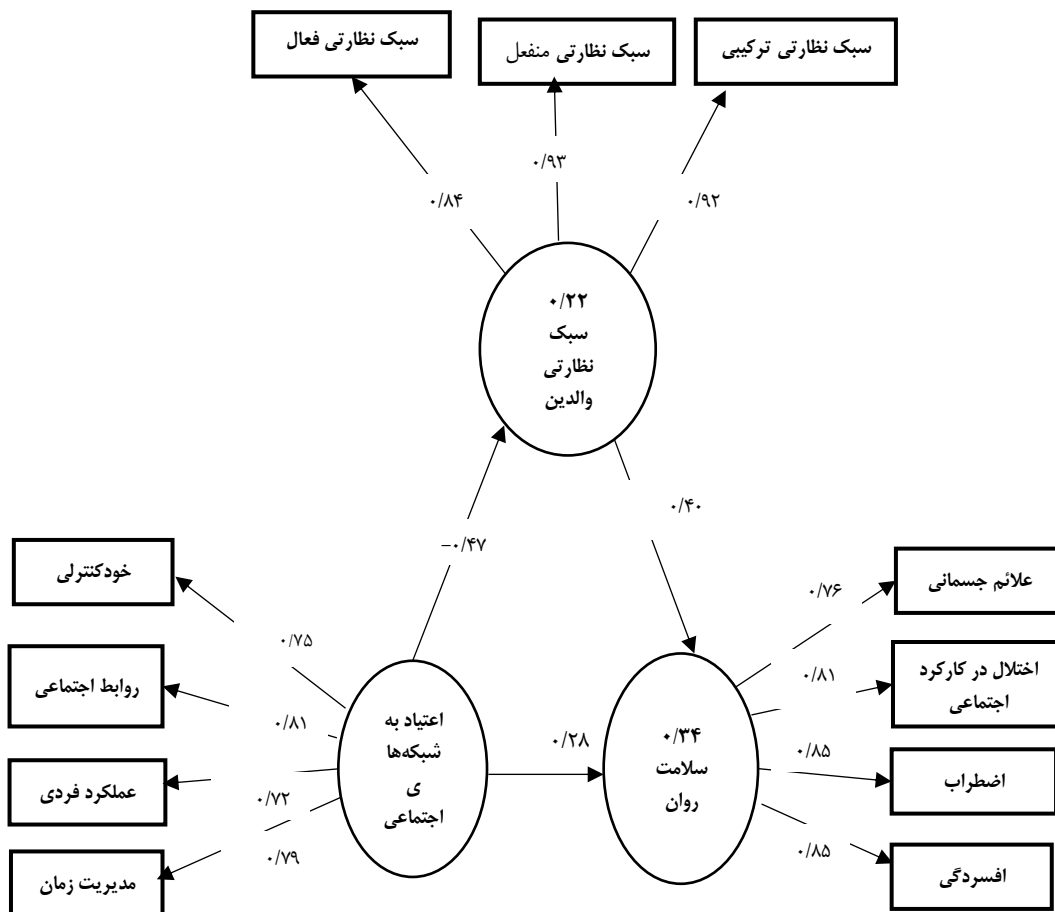 سبک نظارتی ترکیبی
سبک نظارتی منفعل
سبک نظارتی فعال
۰/۹۲
۰/۹۳
۰/۸۴
۰/۲۲
سبک
نظارتی
والدین
۰/۴۰
-۰/۴۷
علائم جسمانی
اختلال در کارکرد
اجتماعی
اضطراب
افسردگی
۰/۷۶
۰/۸۱
۰/۸۵
۰/۸۵
۰/۳۴
سلامت
روان
۰/۲۸
اعتیاد به
شبکه‌ها
ی
اجتماعی
۰/۷۵
۰/۸۱
۰/۷۲
۰/۷۹
خودکنترلی
روابط اجتماعی
عملکرد فردی
مدیریت زمان